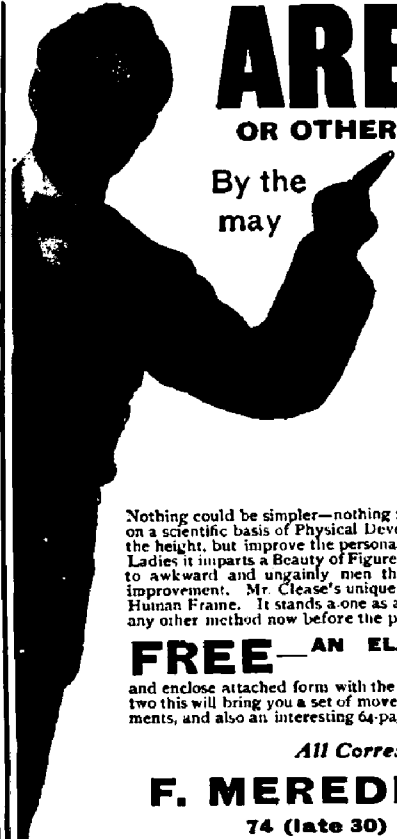 ARE
OR OTHER
By the
may
Nothing could be simpler—nothing
on a scientific basis of Physical Deve
the height, but improve the persona
Ladies it imparts a Beauty of Figure
to awkward and ungainly men th
improvement. Mr. Clease's unique
Human Frame. It stands a-one as a
any other method now before the p
FREE—AN EL
and enclose attached form with the
two this will bring you a set of move
ments, and also an interesting 64-pa
All Corre
F. MEREDI
74 (late 30)